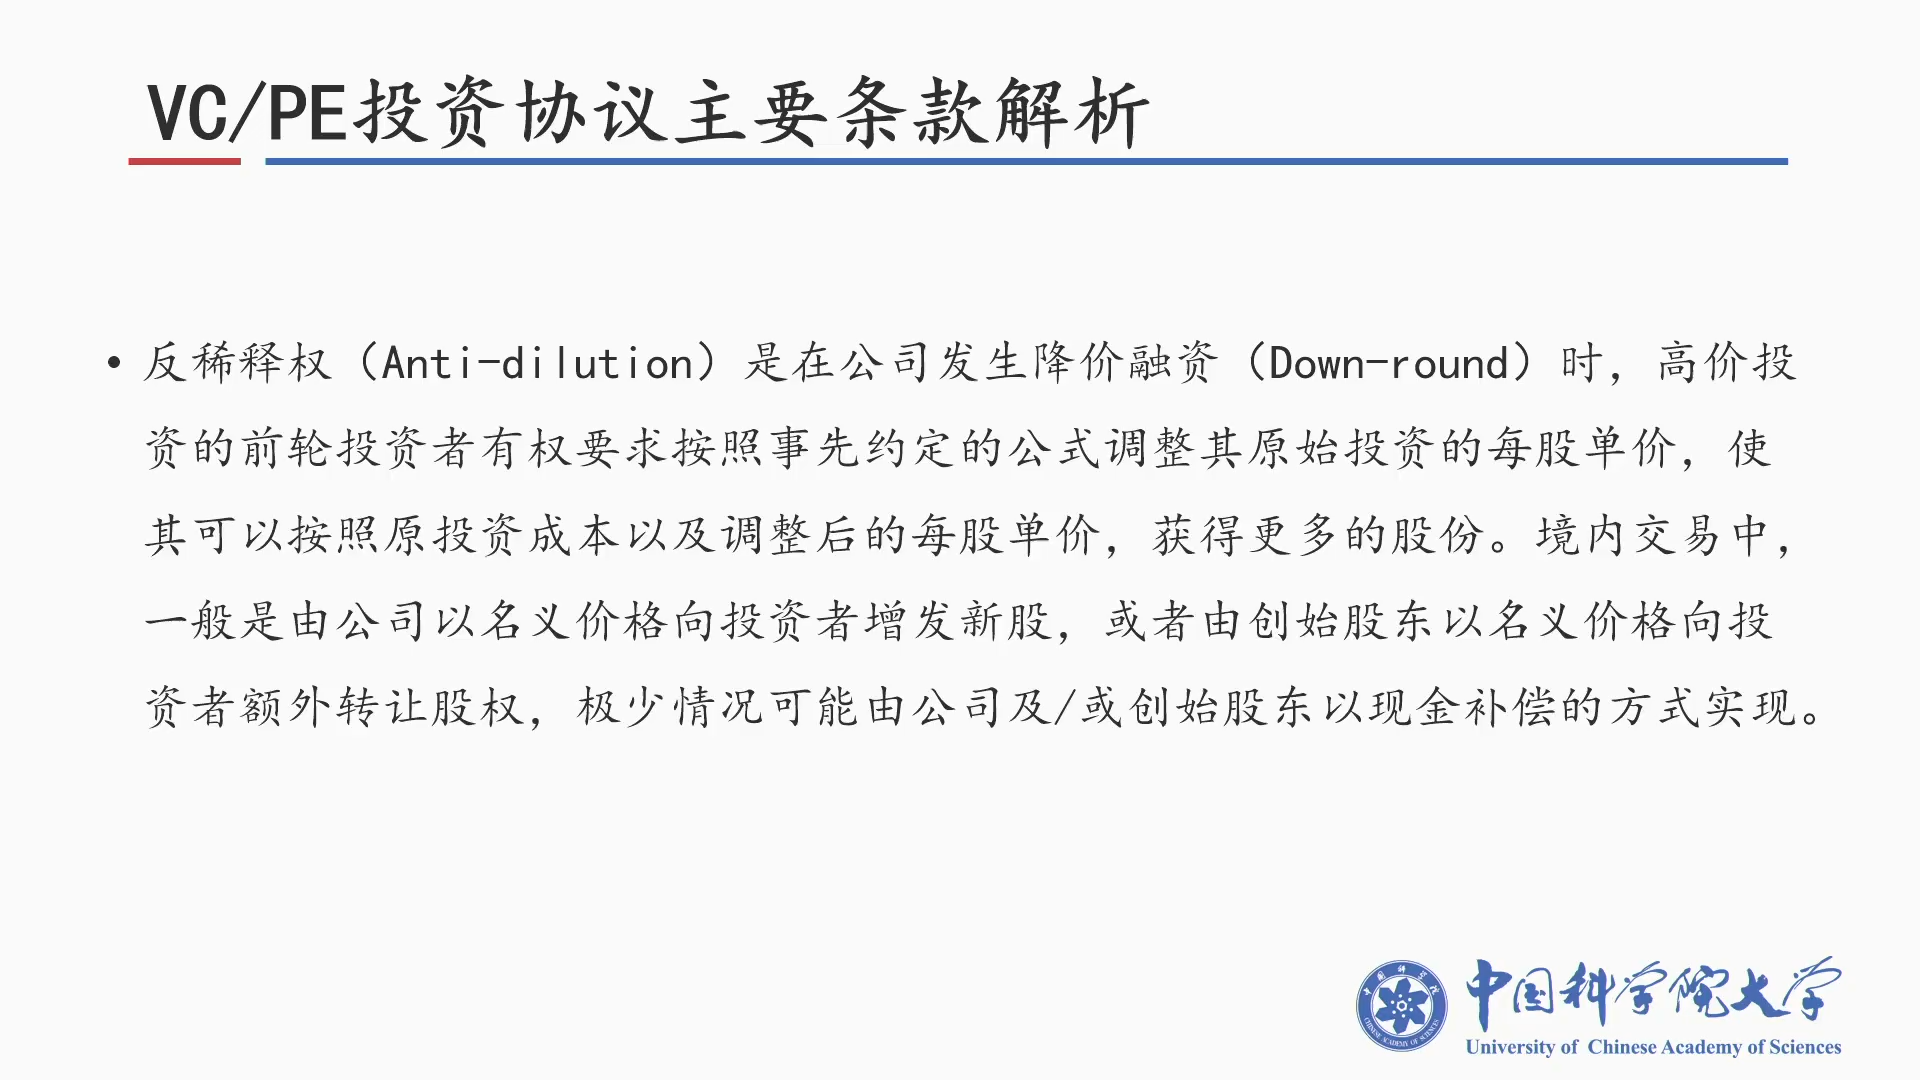 VC/PE投资协议主要条款解析
• 反稀释权（Anti-dilution）是在公司发生降价融资（Down-round）时，高价投
资的前轮投资者有权要求按照事先约定的公式调整其原始投资的每股单价，使
其可以按照原投资成本以及调整后的每股单价，获得更多的股份。境内交易中，
一般是由公司以名义价格向投资者增发新股，或者由创始股东以名义价格向投
资者额外转让股权，极少情况可能由公司及/或创始股东以现金补偿的方式实现。
中国科学院大学
University of Chinese Academy of Sciences